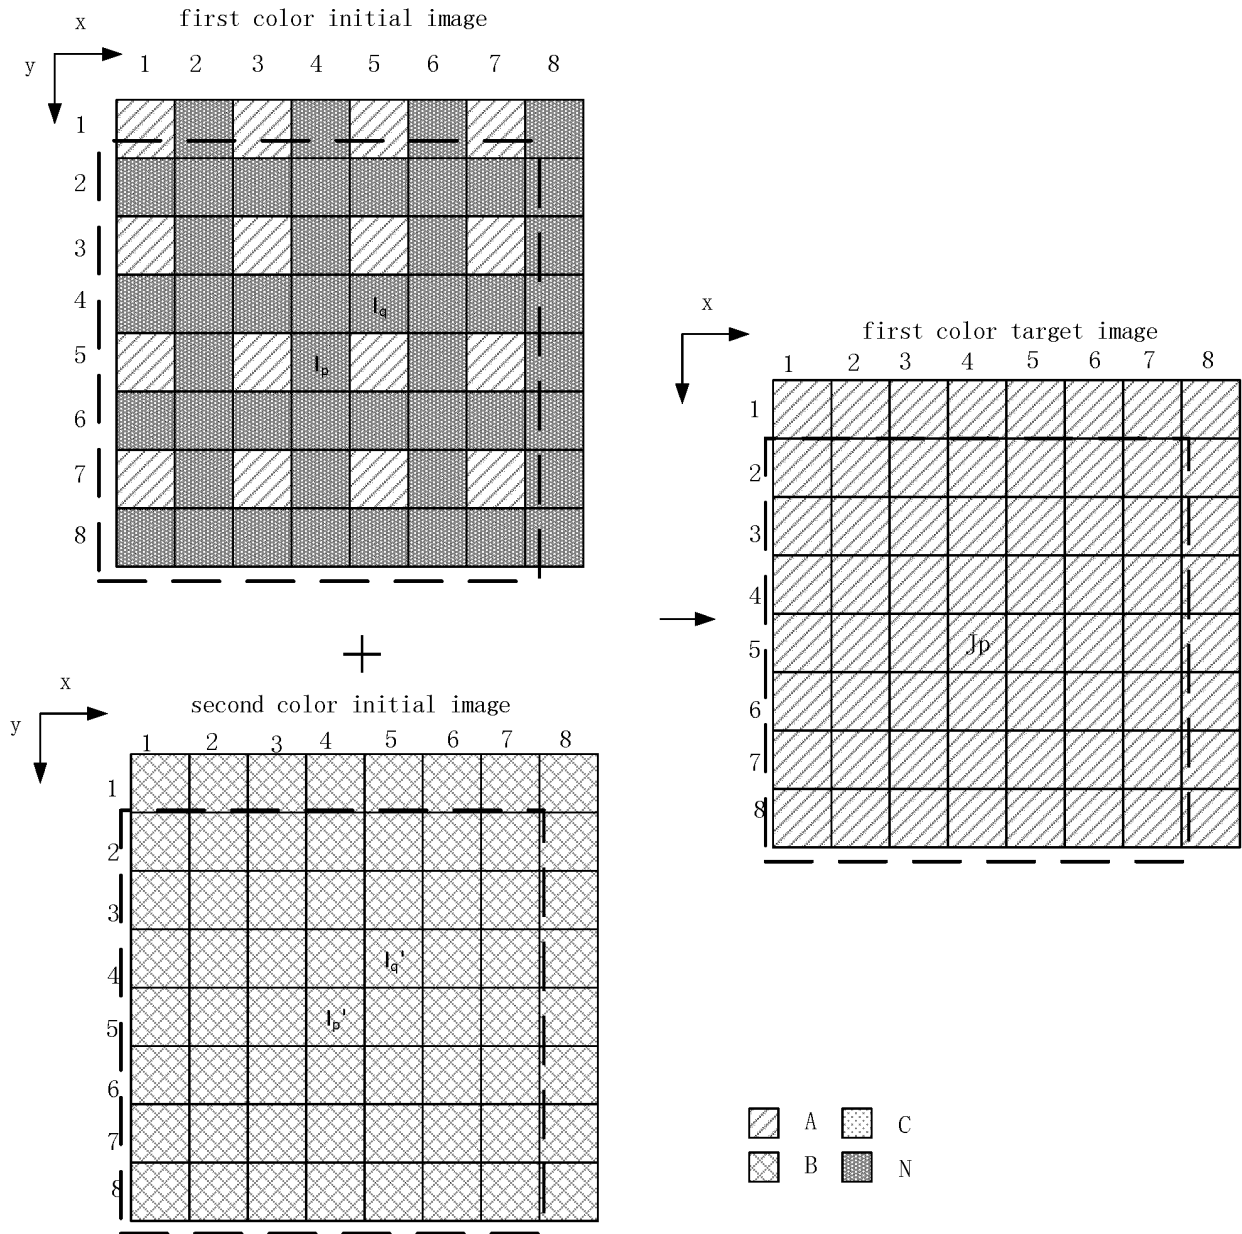 first color initial image
x
y
1 2 3 4 5 6 7 8
1
2
3
4
5
6
7
8
Iq
Ip
+
second color initial image
x
y
1 2 3 4 5 6 7 8
1
2
3
4
5
6
7
8
Iq'
Ip'
x
first color target image
1 2 3 4 5 6 7 8
1
2
3
4
5
6
7
8
Jp
A C
B N